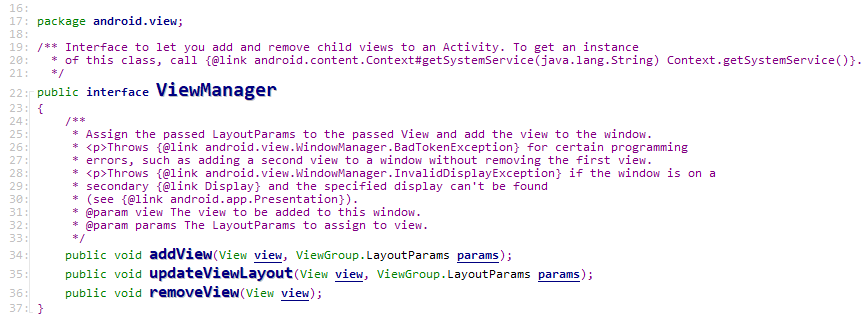 16:
17: package android.view;
18:
19: /** Interface to let you add and remove child views to an Activity. To get an instance
20:   * of this class, call {@link android.content.Context#getSystemService(java.lang.String) Context.getSystemService()}.
21:   */
22: public interface ViewManager
23: {
24:     /**
25:      * Assign the passed LayoutParams to the passed View and add the view to the window.
26:      * <p>Throws {@link android.view.WindowManager.BadTokenException} for certain programming
27:      * errors, such as adding a second view to a window without removing the first view.
28:      * <p>Throws {@link android.view.WindowManager.InvalidDisplayException} if the window is on a
29:      * secondary {@link Display} and the specified display can't be found
30:      * (see {@link android.app.Presentation}).
31:      * @param view The view to be added to this window.
32:      * @param params The LayoutParams to assign to view.
33:      */
34:     public void addView(View view, ViewGroup.LayoutParams params);
35:     public void updateViewLayout(View view, ViewGroup.LayoutParams params);
36:     public void removeView(View view);
37: }